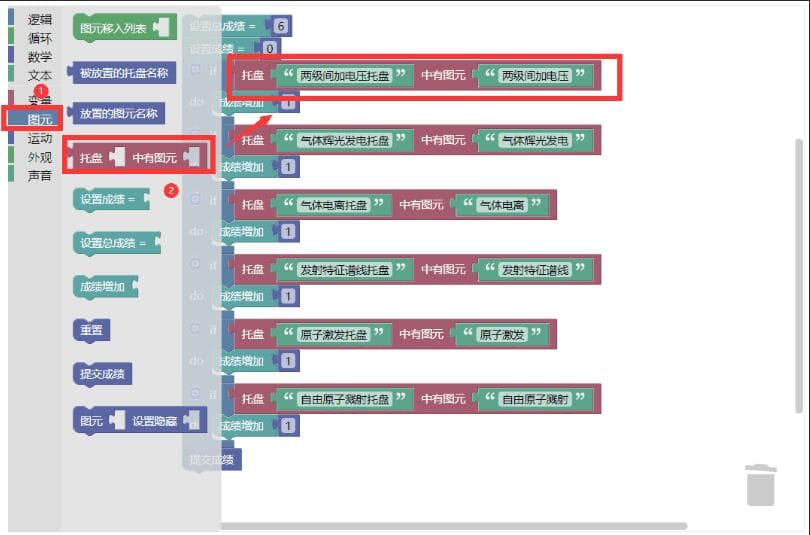 逻辑
循环
数学
文本
变量
图元
运动
外观
声音
1
图元移入列表
被放置的托盘名称
放置的图元名称
托盘 中有图元
2
设置成绩 =
设置总成绩 =
成绩增加
重置
提交成绩
图元 设置隐藏
设置总成绩 = 6
设置成绩 = 0
if 托盘 “ 两级间加电压托盘 ” 中有图元 “ 两级间加电压 ”
do 成绩增加 1
if 托盘 “ 气体辉光发电托盘 ” 中有图元 “ 气体辉光发电 ”
do 成绩增加 1
if 托盘 “ 气体电离托盘 ” 中有图元 “ 气体电离 ”
do 成绩增加 1
if 托盘 “ 发射特征谱线托盘 ” 中有图元 “ 发射特征谱线 ”
do 成绩增加 1
if 托盘 “ 原子激发托盘 ” 中有图元 “ 原子激发 ”
do 成绩增加 1
if 托盘 “ 自由原子溅射托盘 ” 中有图元 “ 自由原子溅射 ”
do 成绩增加 1
提交成绩